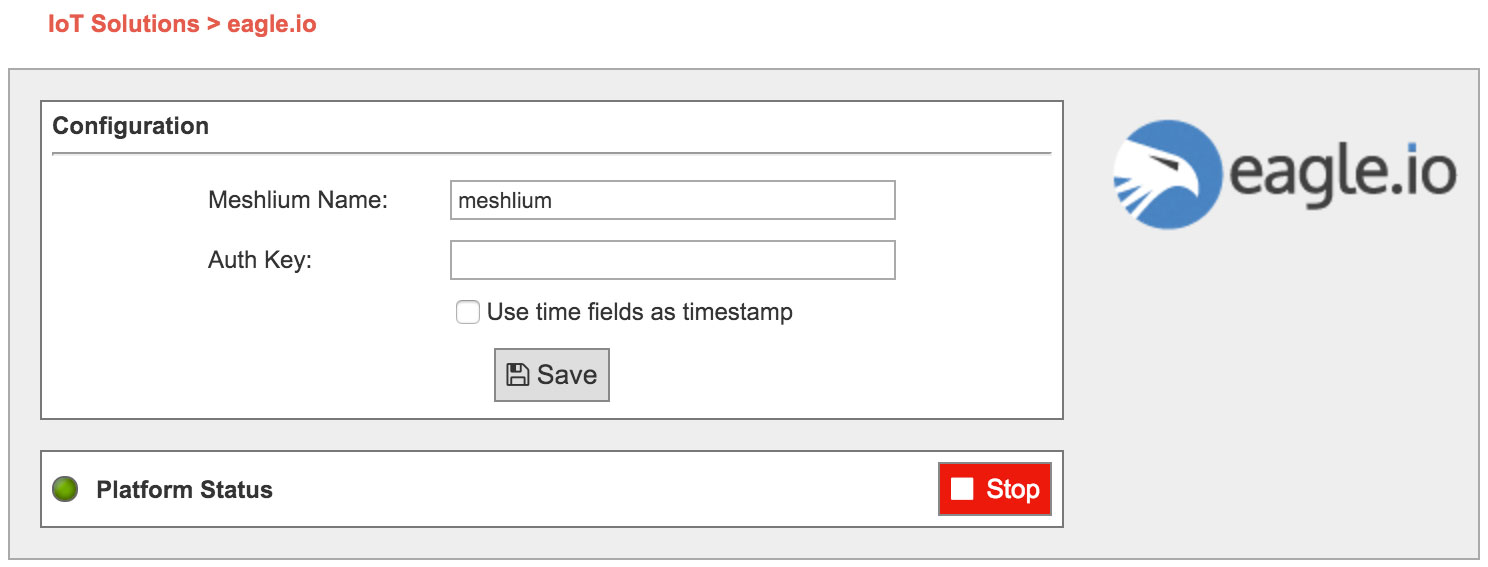 IoT Solutions > eagle.io
Configuration
eagle.io
Meshlium Name: meshlium
Auth Key:
Use time fields as timestamp
Save
Platform Status
Stop